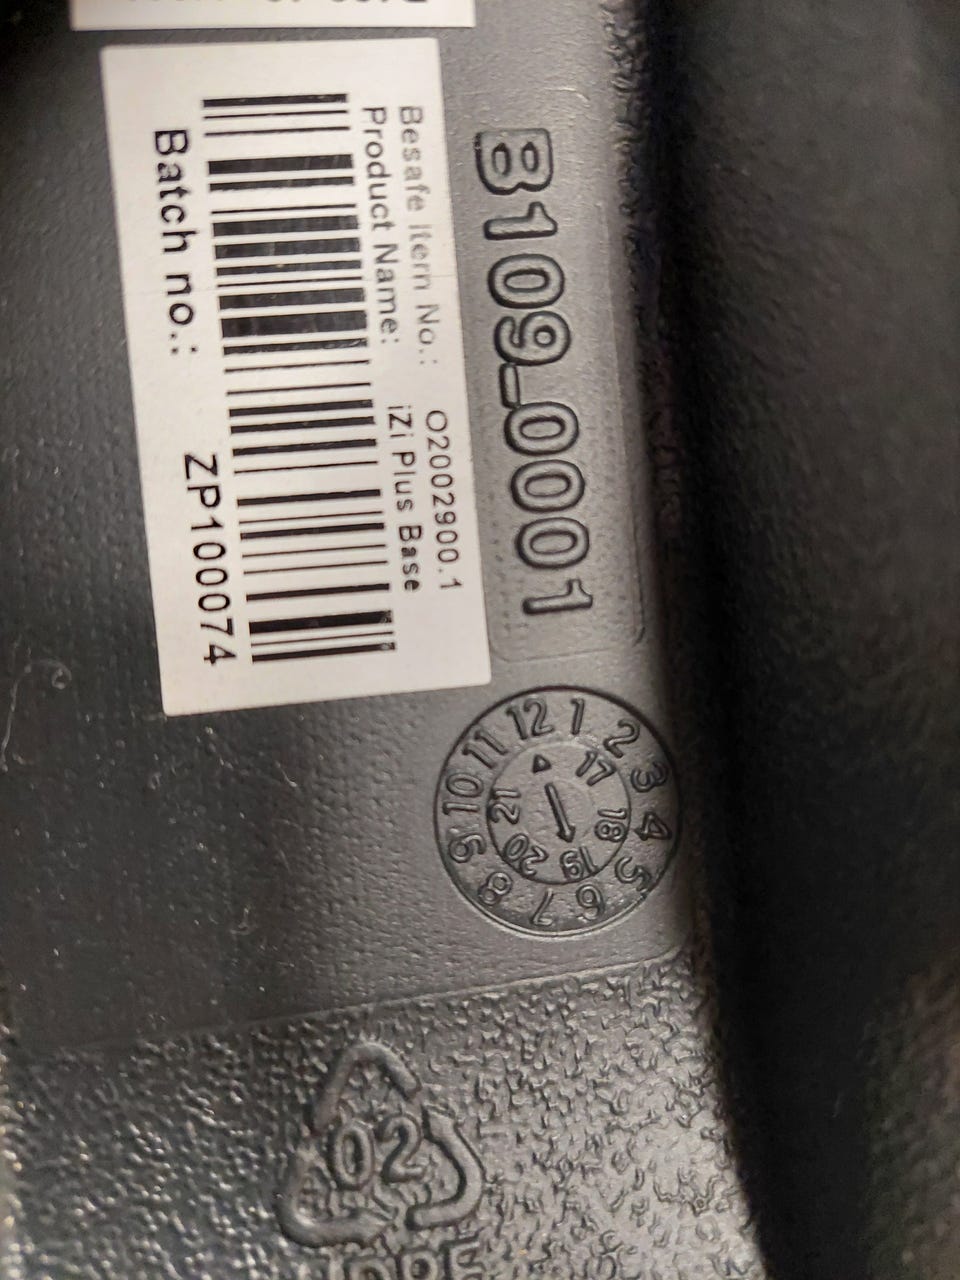 B109_0001
Besafe Item No.: O2002900.1
Product Name: iZi Plus Base
Batch no.: ZP100074
12 1 2 3 4 5 6 7 8 9 10 11
17 18 19 20 21
02